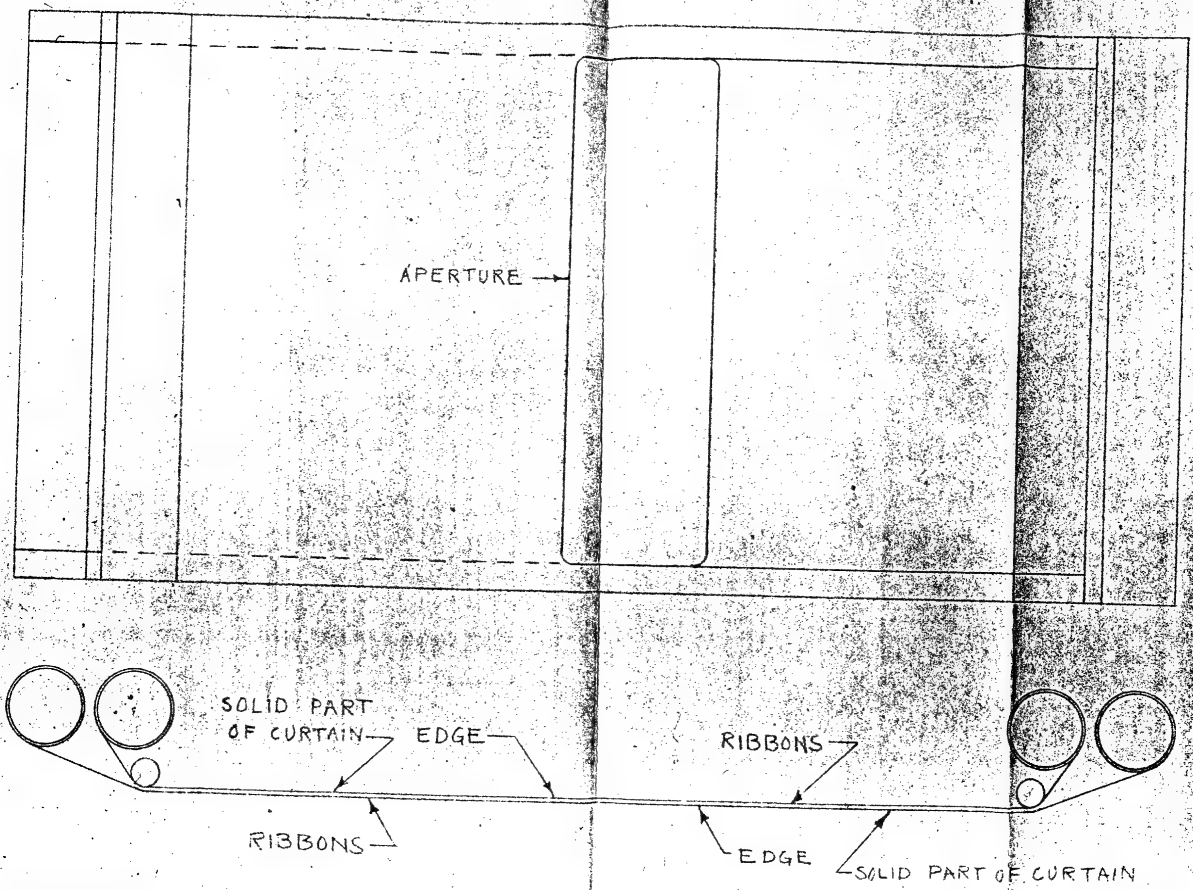 APERTURE
SOLID PART
OF CURTAIN
EDGE
RIBBONS
RIBBONS
EDGE
SOLID PART OF CURTAIN